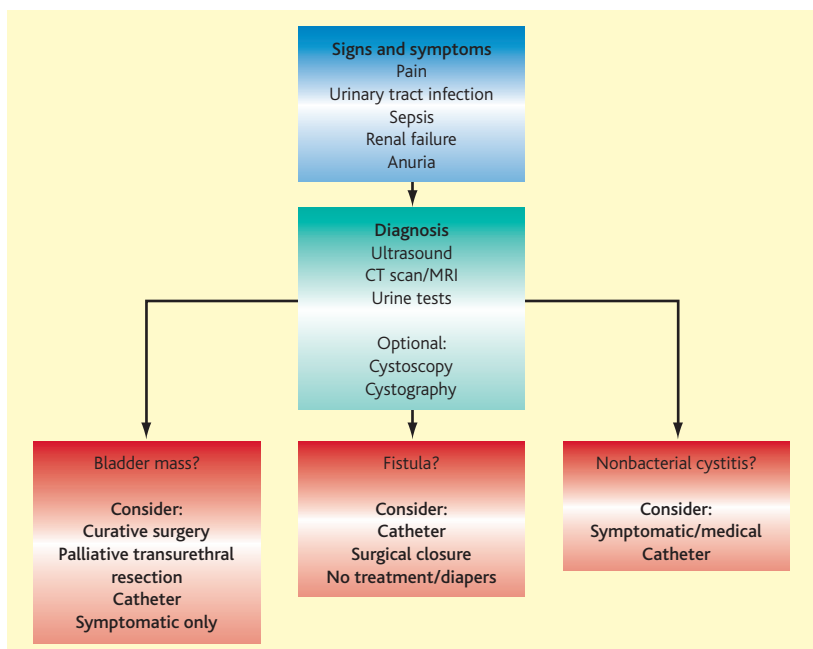 Signs and symptoms
Pain
Urinary tract infection
Sepsis
Renal failure
Anuria
Diagnosis
Ultrasound
CT scan/MRI
Urine tests
Optional:
Cystoscopy
Cystography
Bladder mass?
Consider:
Curative surgery
Palliative transurethral
resection
Catheter
Symptomatic only
Fistula?
Consider:
Catheter
Surgical closure
No treatment/diapers
Nonbacterial cystitis?
Consider:
Symptomatic/medical
Catheter